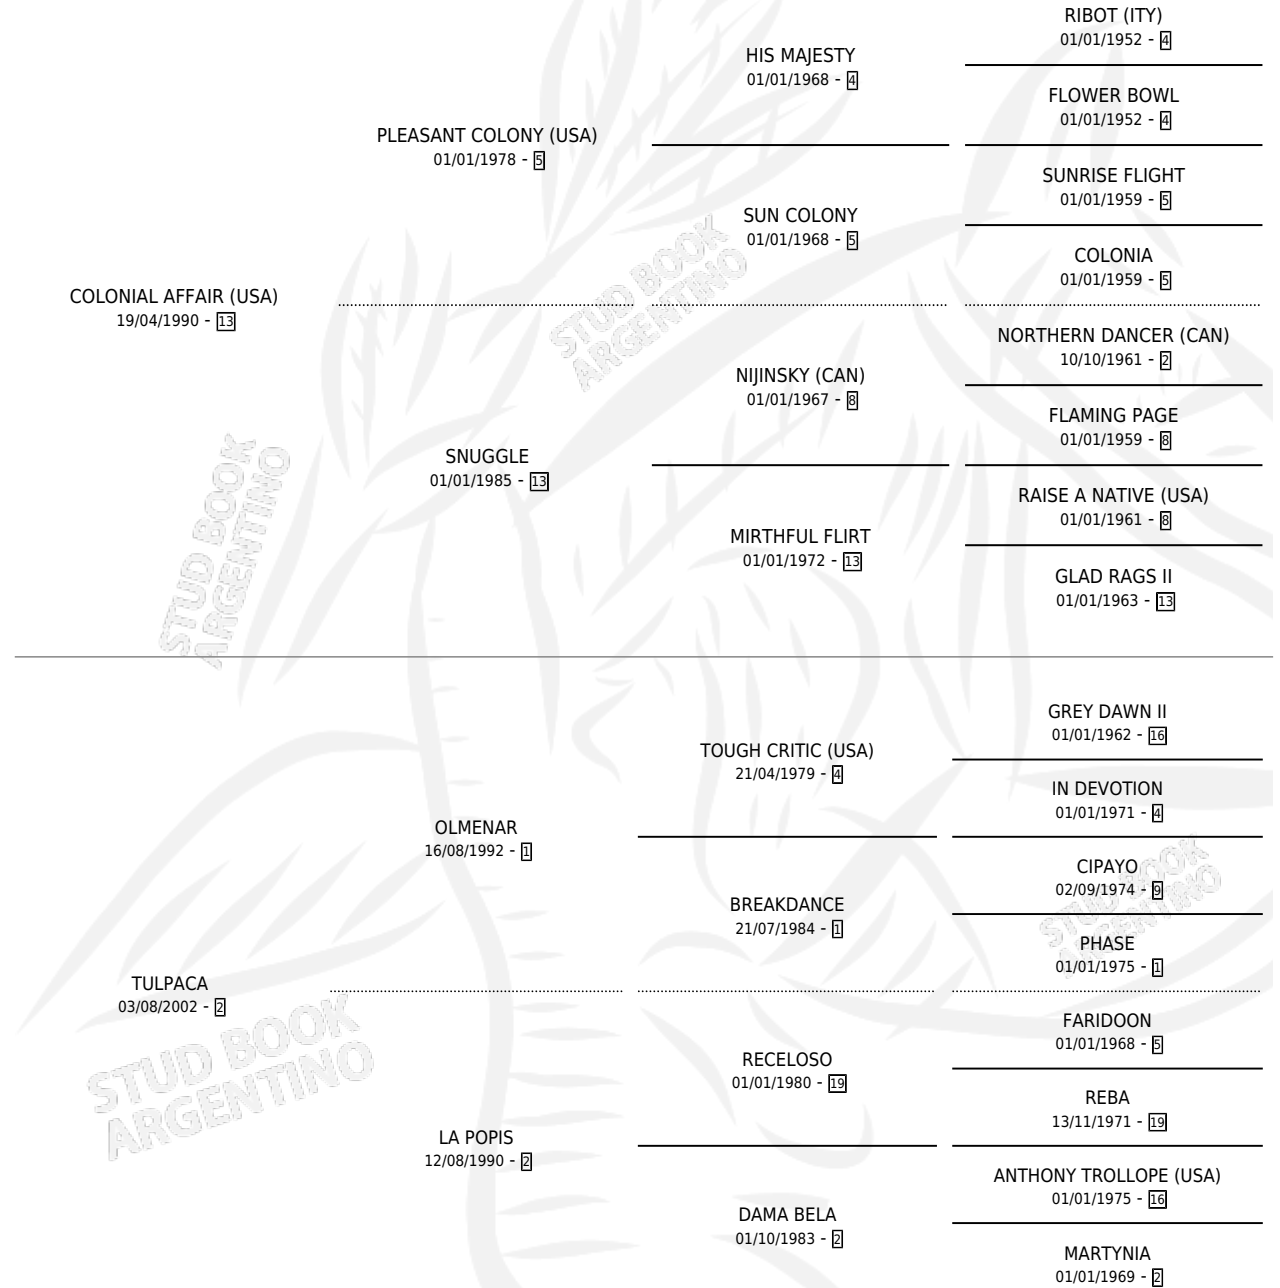 RIBOT (ITY)
01/01/1952 - 4
HIS MAJESTY
01/01/1968 - 4
FLOWER BOWL
01/01/1952 - 4
PLEASANT COLONY (USA)
01/01/1978 - 5
SUNRISE FLIGHT
01/01/1959 - 5
SUN COLONY
01/01/1968 - 5
COLONIA
01/01/1959 - 5
COLONIAL AFFAIR (USA)
19/04/1990 - 13
NORTHERN DANCER (CAN)
10/10/1961 - 2
NIJINSKY (CAN)
01/01/1967 - 8
FLAMING PAGE
01/01/1959 - 8
SNUGGLE
01/01/1985 - 13
RAISE A NATIVE (USA)
01/01/1961 - 8
MIRTHFUL FLIRT
01/01/1972 - 13
GLAD RAGS II
01/01/1963 - 13
GREY DAWN II
01/01/1962 - 16
TOUGH CRITIC (USA)
21/04/1979 - 4
IN DEVOTION
01/01/1971 - 4
OLMENAR
16/08/1992 - 1
CIPAYO
02/09/1974 - 9
BREAKDANCE
21/07/1984 - 1
PHASE
01/01/1975 - 1
TULPACA
03/08/2002 - 2
FARIDOON
01/01/1968 - 5
RECELOSO
01/01/1980 - 19
REBA
13/11/1971 - 19
LA POPIS
12/08/1990 - 2
ANTHONY TROLLOPE (USA)
01/01/1975 - 16
DAMA BELA
01/10/1983 - 2
MARTYNIA
01/01/1969 - 2
STUD BOOK
ARGENTINO
STUD BOOK
ARGENTINO
STUD BOOK
ARGENTINO
STUD BOOK
ARGENTINO